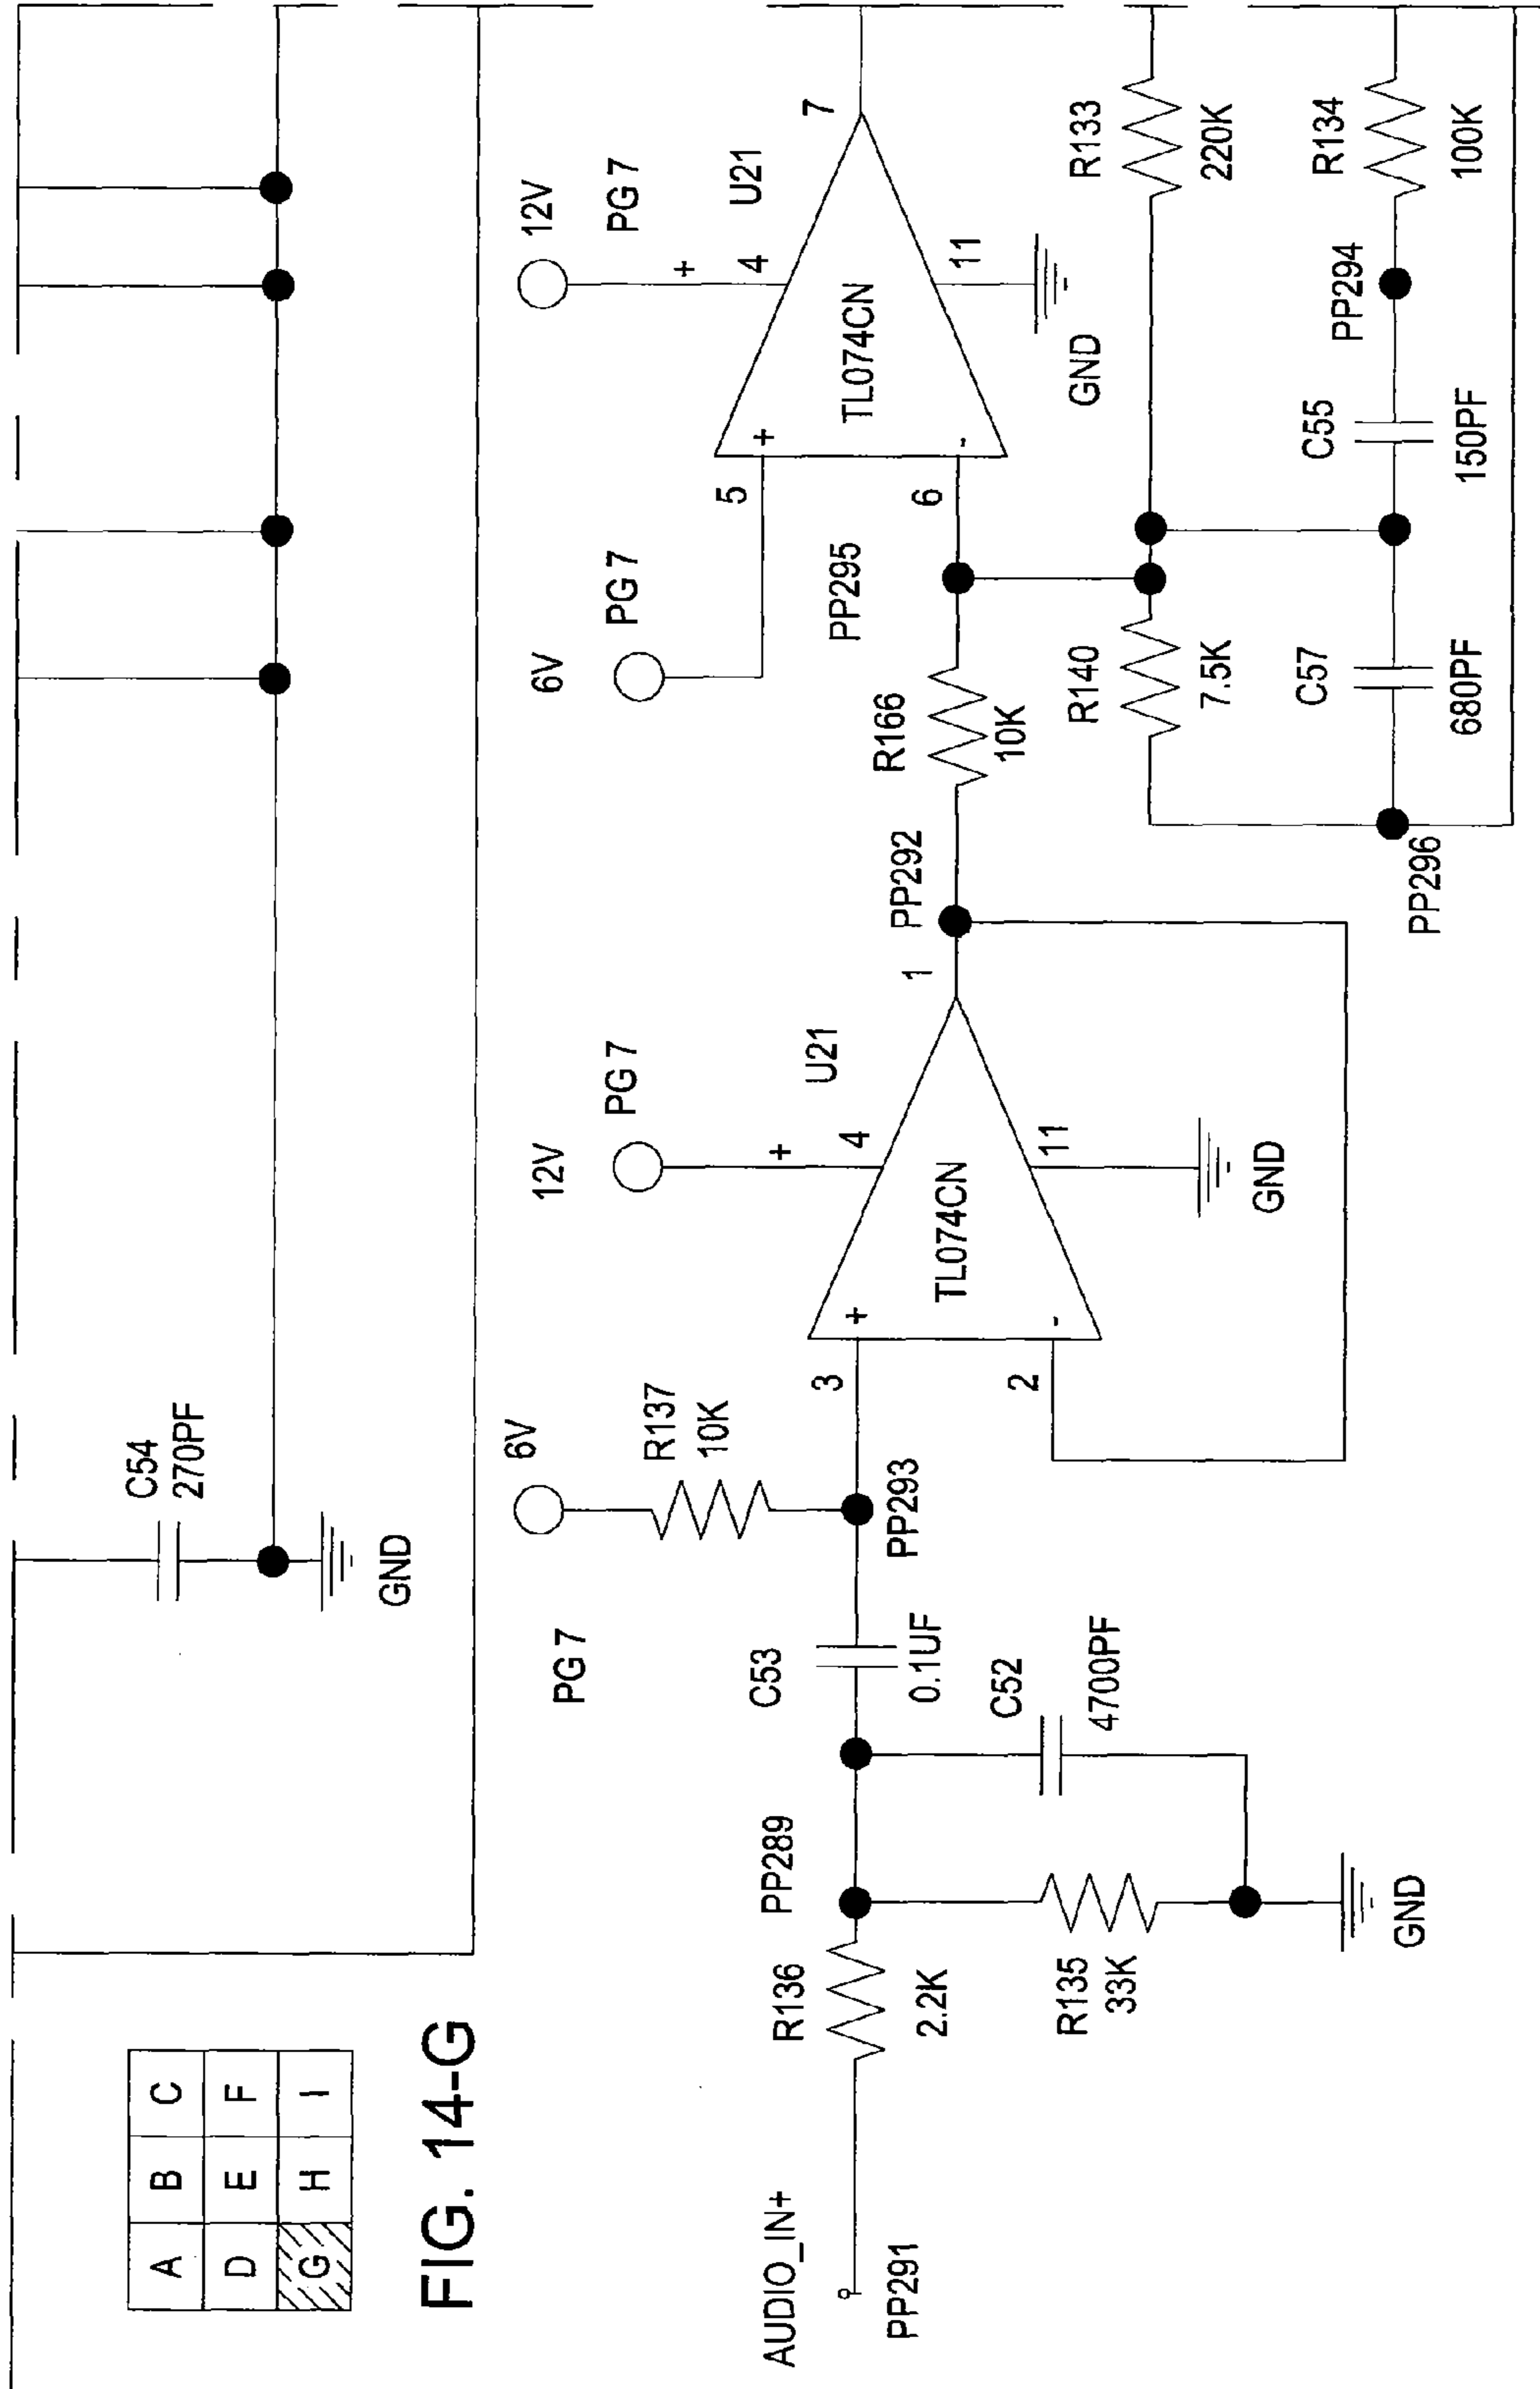 A B C
D E F
G H I
FIG. 14-G
C54
270PF
GND
12V
PG 7
U21
4
+
7
TL074CN
+
-
11
GND
5
6
6V
PG 7
PP295
R166
10K
R133
220K
R134
100K
PP294
C55
150PF
R140
7.5K
C57
680PF
PP296
PP292
1
12V
PG 7
U21
4
+
TL074CN
+
-
11
GND
3
2
6V
PG 7
R137
10K
PP293
C53
0.1UF
C52
4700PF
PP289
R136
2.2K
R135
33K
GND
AUDIO_IN+
PP291